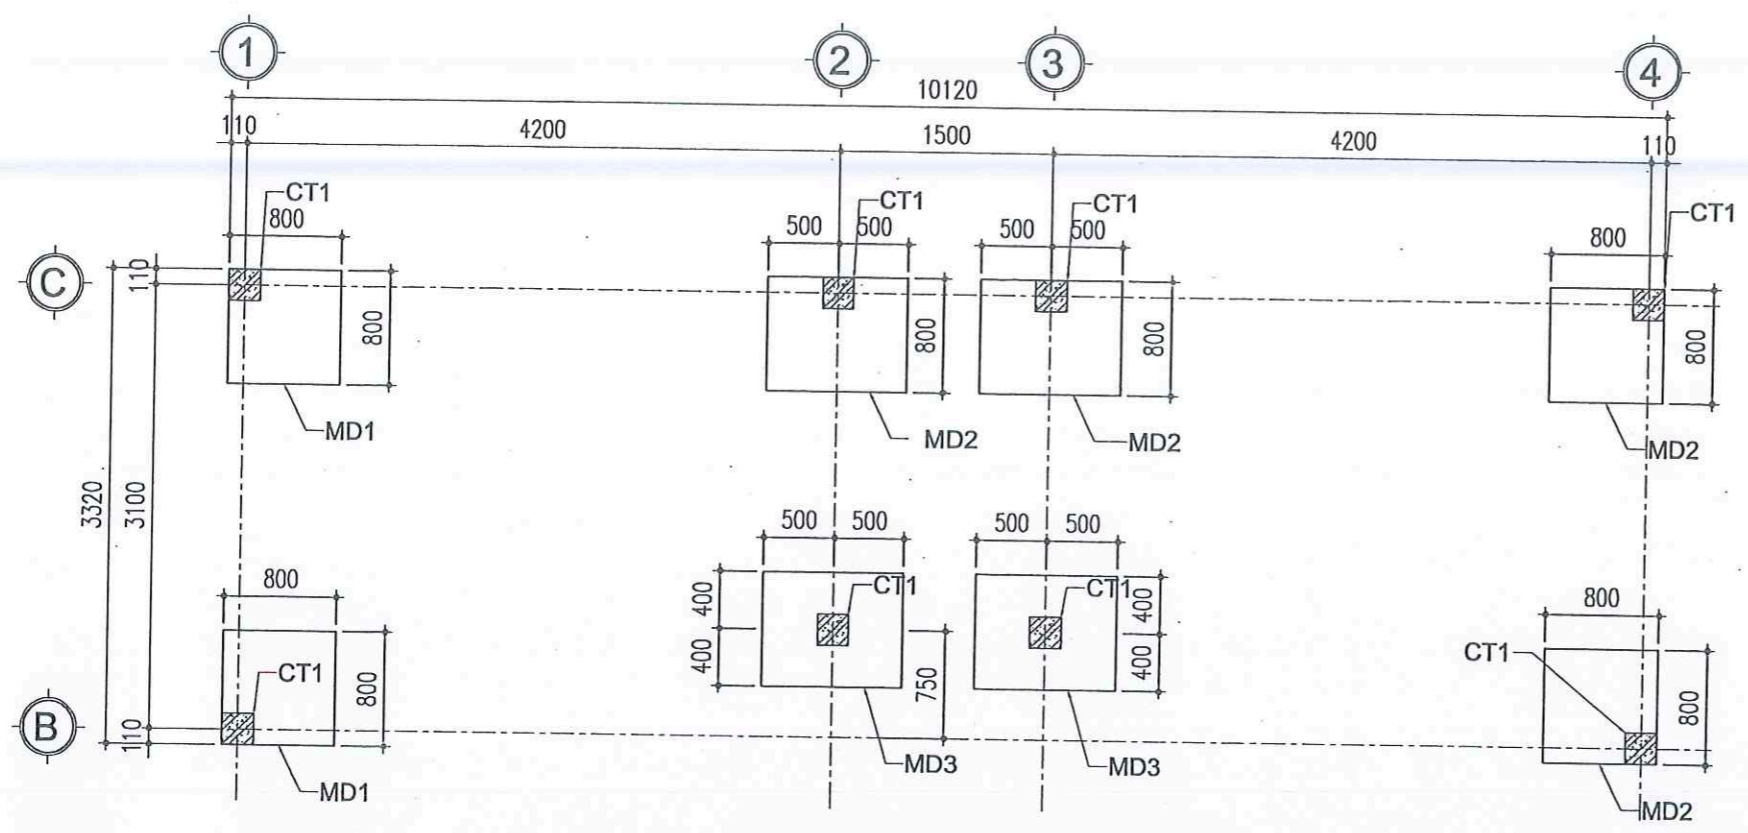 1 2 3 4
10120
110 4200 1500 4200 110
CT1 CT1 CT1 CT1
800 500 500 500 500 800
C
110
800 800 800 800
MD1 MD2 MD2 MD2
3320 3100
500 500 500 500
800 800
400 CT1 CT1 400
CT1 800 400 750 400 CT1 800
B
110
MD1 MD3 MD3 MD2